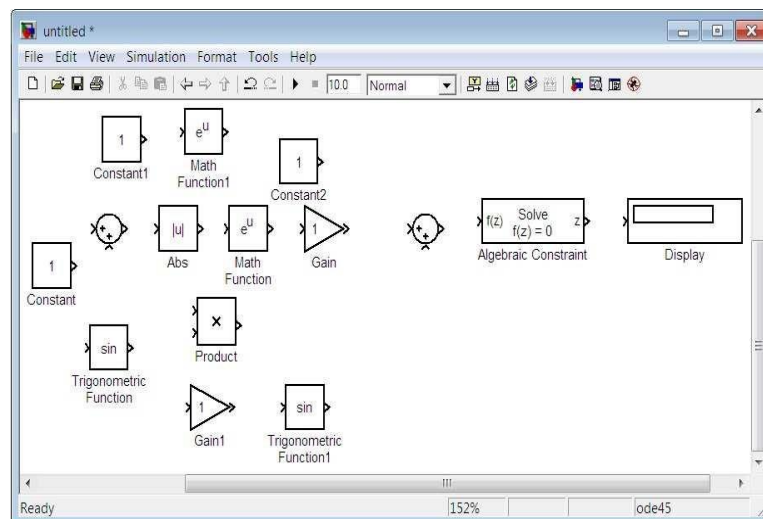 untitled *
File Edit View Simulation Format Tools Help
10.0 Normal
1
Constant1
e^u
Math
Function1
1
Constant2
1
Constant
+
+
|u|
Abs
e^u
Math
Function
1
Gain
+
+
f(z) Solve z
f(z) = 0
Algebraic Constraint
Display
sin
Trigonometric
Function
×
Product
1
Gain1
sin
Trigonometric
Function1
Ready 152% ode45